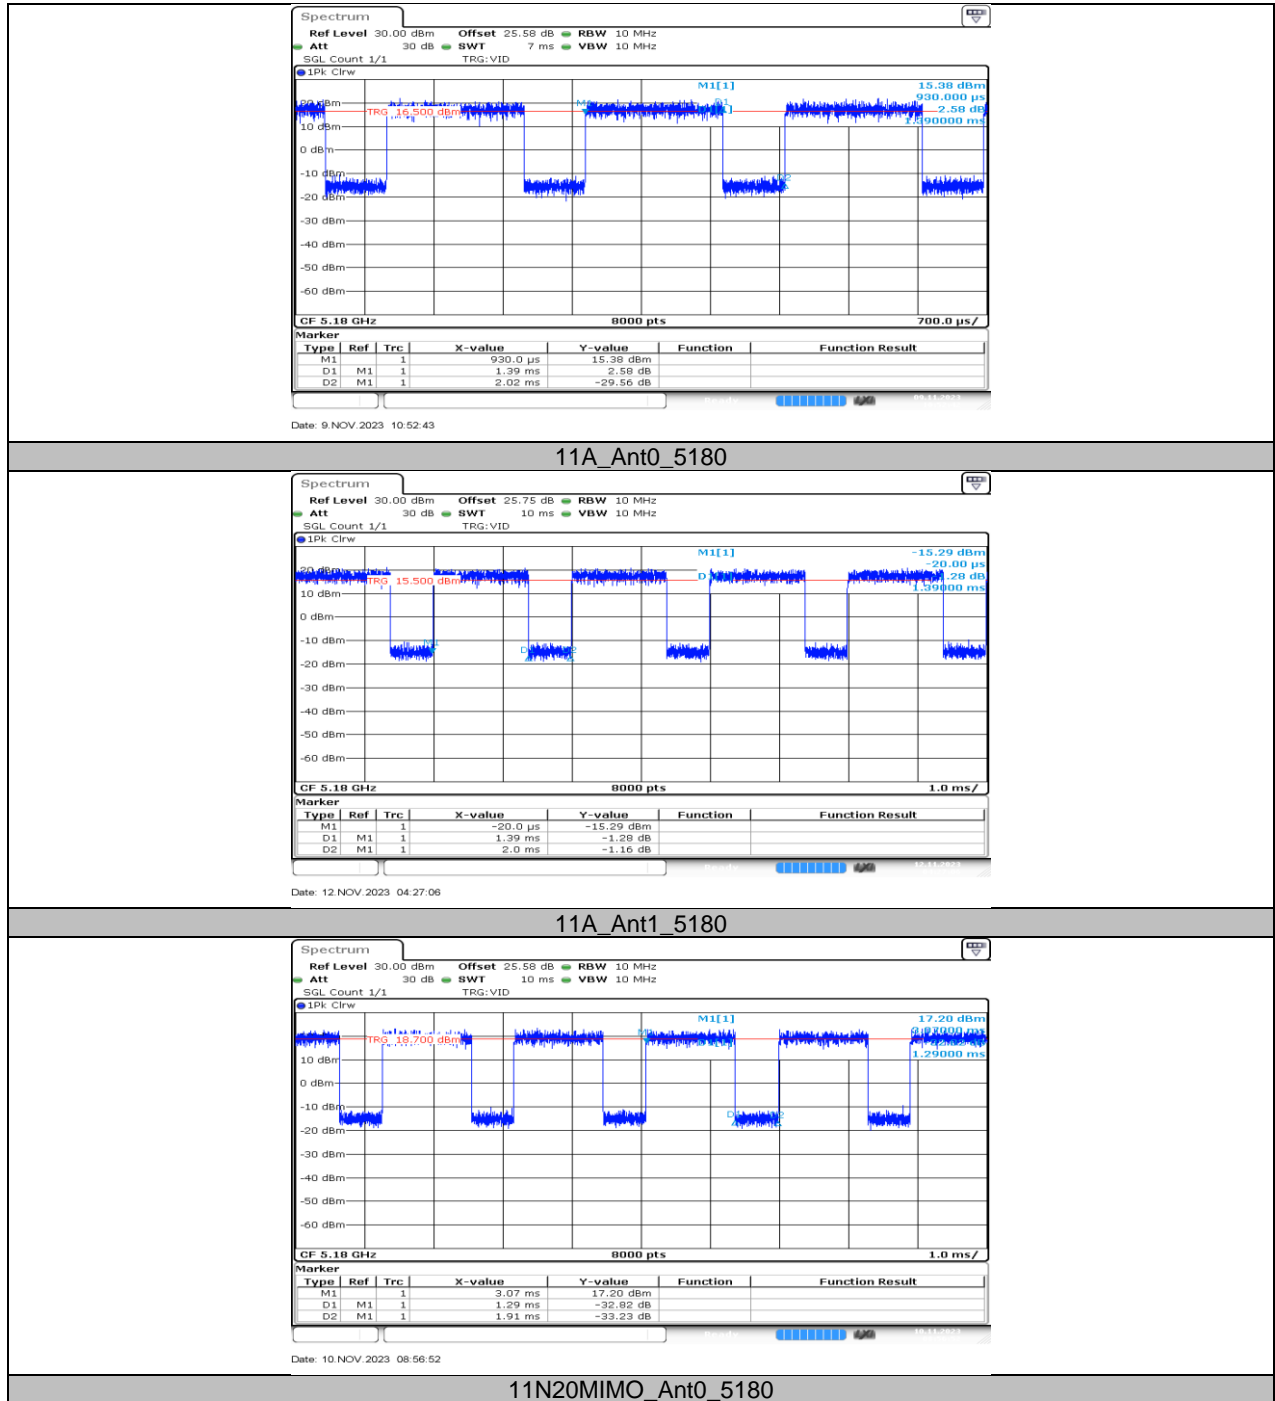 Spectrum
Ref Level 30.00 dBm Offset 25.58 dB RBW 10 MHz
Att 30 dB SWT 7 ms VBW 10 MHz
SGL Count 1/1 TRG:VID
1Pk Clrw
M1[1] 15.38 dBm
930.000 µs
2.58 dB
1.390000 ms
20 dBm
TRG 16.500 dBm
10 dBm
0 dBm
-10 dBm
-20 dBm
-30 dBm
-40 dBm
-50 dBm
-60 dBm
CF 5.18 GHz 8000 pts 700.0 µs/
Marker
Type Ref Trc X-value Y-value Function Function Result
M1 1 930.0 µs 15.38 dBm
D1 M1 1 1.39 ms 2.58 dB
D2 M1 1 2.02 ms -29.56 dB
Date: 9.NOV.2023 10:52:43
11A_Ant0_5180
Spectrum
Ref Level 30.00 dBm Offset 25.75 dB RBW 10 MHz
Att 30 dB SWT 10 ms VBW 10 MHz
SGL Count 1/1 TRG:VID
1Pk Clrw
M1[1] -15.29 dBm
-20.00 µs
1.39000 ms
20 dBm
TRG 15.500 dBm
10 dBm
0 dBm
-10 dBm
-20 dBm
-30 dBm
-40 dBm
-50 dBm
-60 dBm
CF 5.18 GHz 8000 pts 1.0 ms/
Marker
Type Ref Trc X-value Y-value Function Function Result
M1 1 -20.0 µs -15.29 dBm
D1 M1 1 1.39 ms -1.28 dB
D2 M1 1 2.0 ms -1.16 dB
Date: 12.NOV.2023 04:27:06
11A_Ant1_5180
Spectrum
Ref Level 30.00 dBm Offset 25.58 dB RBW 10 MHz
Att 30 dB SWT 10 ms VBW 10 MHz
SGL Count 1/1 TRG:VID
1Pk Clrw
M1[1] 17.20 dBm
1.29000 ms
TRG 18.700 dBm
10 dBm
0 dBm
-10 dBm
-20 dBm
-30 dBm
-40 dBm
-50 dBm
-60 dBm
CF 5.18 GHz 8000 pts 1.0 ms/
Marker
Type Ref Trc X-value Y-value Function Function Result
M1 1 3.07 ms 17.20 dBm
D1 M1 1 1.29 ms -32.82 dB
D2 M1 1 1.91 ms -33.23 dB
Date: 10.NOV.2023 08:56:52
11N20MIMO_Ant0_5180